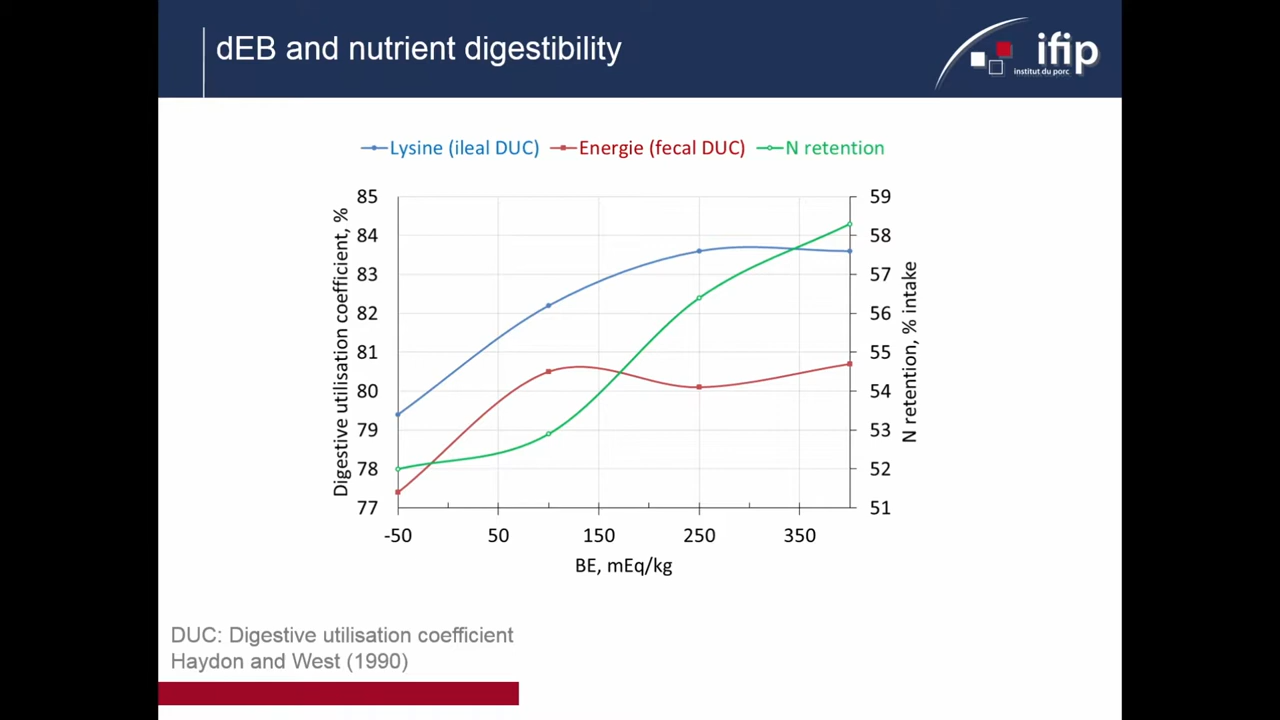 dEB and nutrient digestibility
ifip
institut du porc
Lysine (ileal DUC) Energie (fecal DUC) N retention
Digestive utilisation coefficient, %
85
84
83
82
81
80
79
78
77
59
58
57
56
55
54
53
52
51
N retention, % intake
-50 50 150 250 350
BE, mEq/kg
DUC: Digestive utilisation coefficient
Haydon and West (1990)